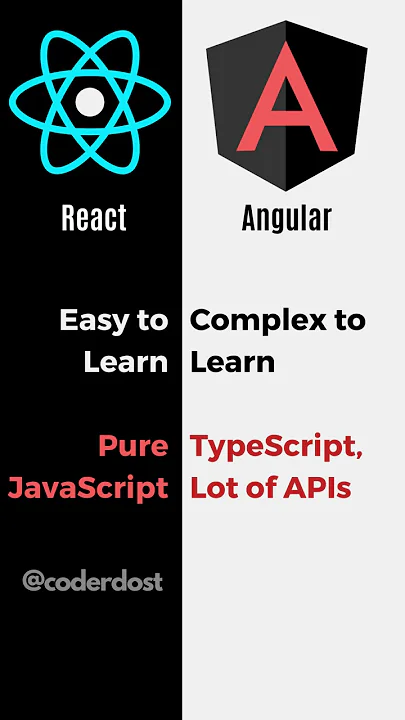 A
React
Angular
Easy to
Learn
Complex to
Learn
Pure
JavaScript
TypeScript,
Lot of APIs
@coderdost